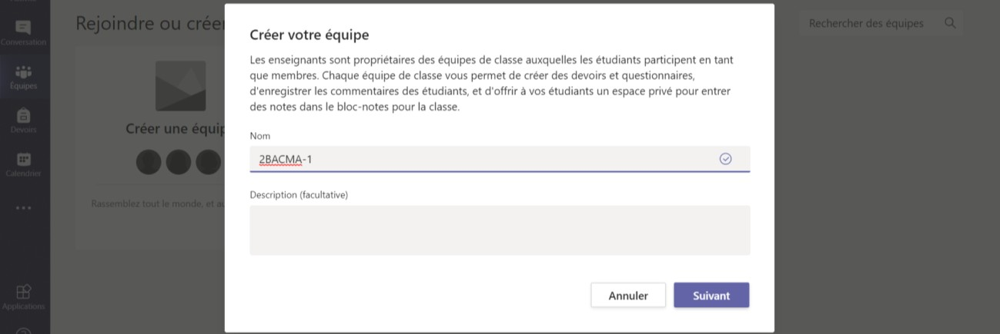 Conversation
Équipes
Devoirs
Calendrier
Applications
Rejoindre ou créer
Créer une équip
Rassemblez tout le monde, et au
Rechercher des équipes
Créer votre équipe
Les enseignants sont propriétaires des équipes de classe auxquelles les étudiants participent en tant
que membres. Chaque équipe de classe vous permet de créer des devoirs et questionnaires,
d'enregistrer les commentaires des étudiants, et d'offrir à vos étudiants un espace privé pour entrer
des notes dans le bloc-notes pour la classe.
Nom
2BACMA-1
Description (facultative)
Annuler
Suivant